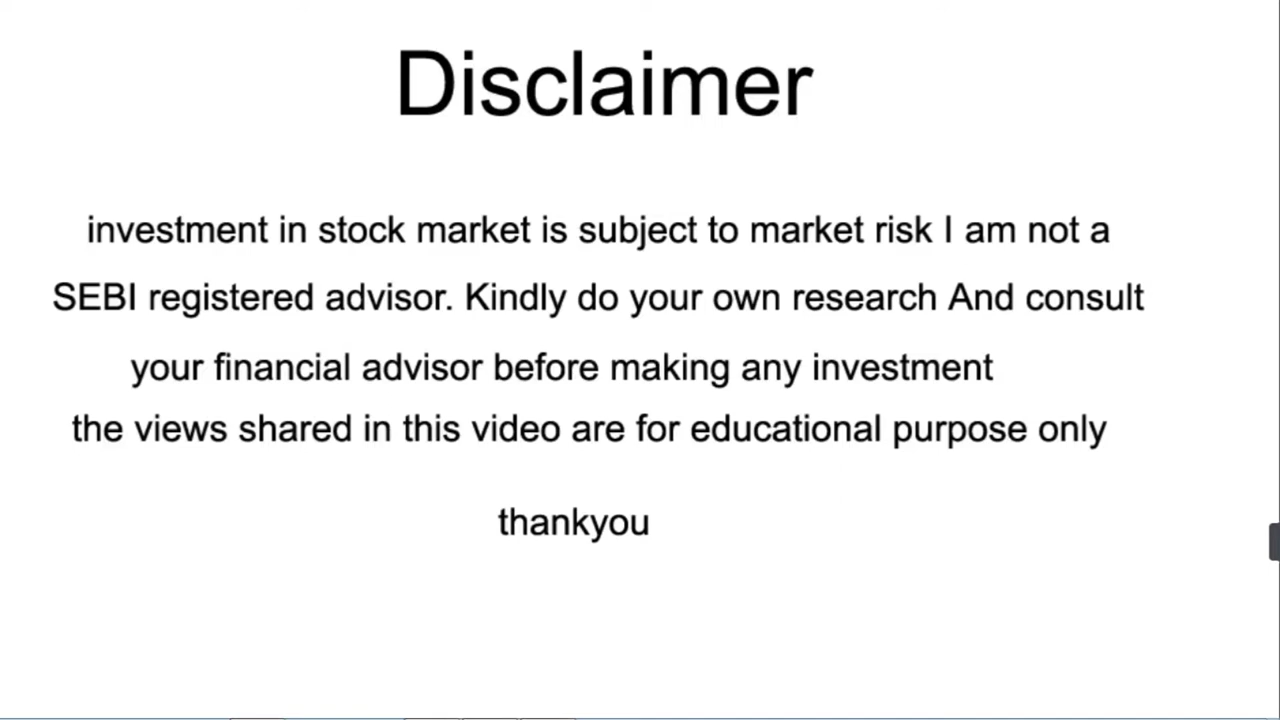 Disclaimer
investment in stock market is subject to market risk I am not a
SEBI registered advisor. Kindly do your own research And consult
your financial advisor before making any investment
the views shared in this video are for educational purpose only
thankyou